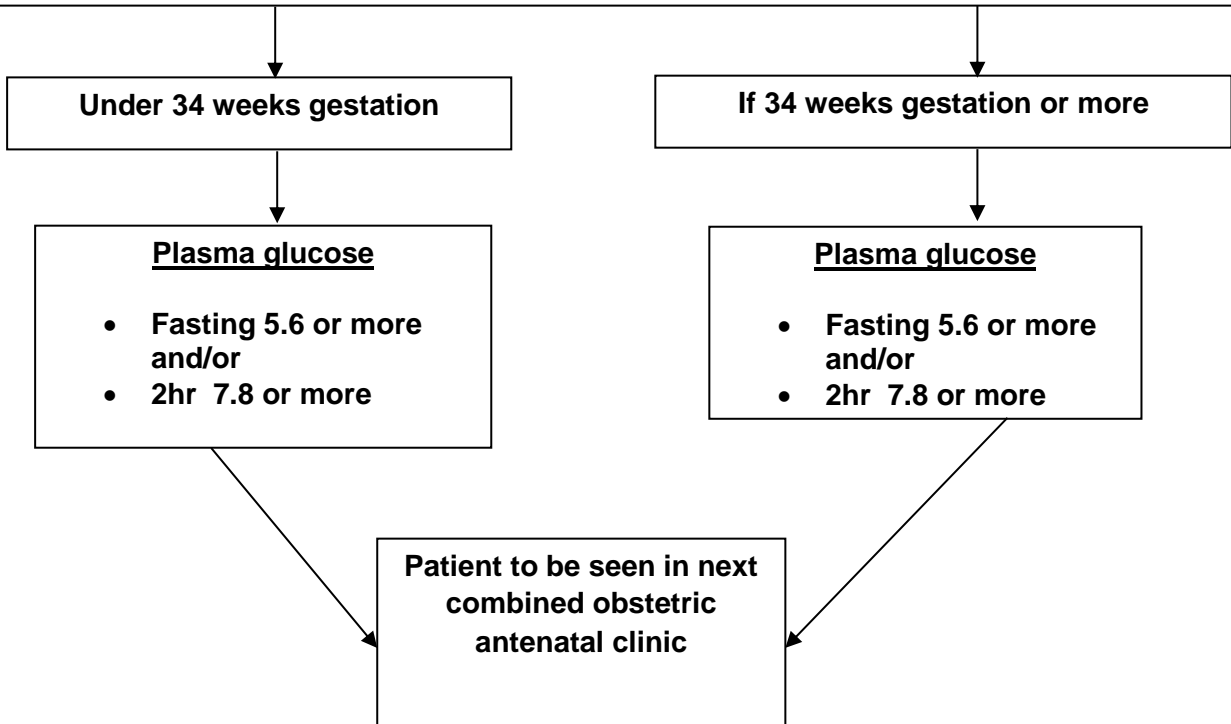 Under 34 weeks gestation
If 34 weeks gestation or more
Plasma glucose
• Fasting 5.6 or more
and/or
• 2hr 7.8 or more
Plasma glucose
• Fasting 5.6 or more
and/or
• 2hr 7.8 or more
Patient to be seen in next
combined obstetric
antenatal clinic